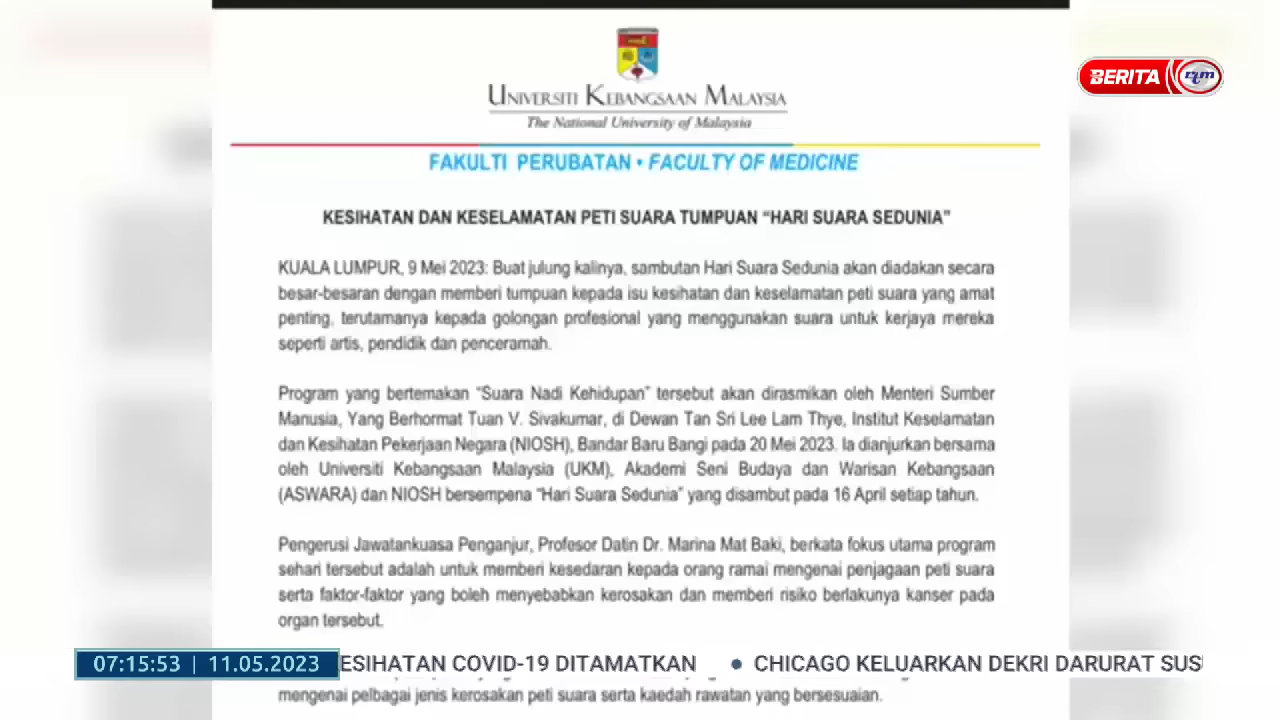 UNIVERSITI KEBANGSAAN MALAYSIA
The National University of Malaysia
BERITA rtm
FAKULTI PERUBATAN • FACULTY OF MEDICINE
KESIHATAN DAN KESELAMATAN PETI SUARA TUMPUAN “HARI SUARA SEDUNIA”
KUALA LUMPUR, 9 Mei 2023: Buat julung kalinya, sambutan Hari Suara Sedunia akan diadakan secara
besar-besaran dengan memberi tumpuan kepada isu kesihatan dan keselamatan peti suara yang amat
penting, terutamanya kepada golongan profesional yang menggunakan suara untuk kerjaya mereka
seperti artis, pendidik dan penceramah.
Program yang bertemakan “Suara Nadi Kehidupan” tersebut akan dirasmikan oleh Menteri Sumber
Manusia, Yang Berhormat Tuan V. Sivakumar, di Dewan Tan Sri Lee Lam Thye, Institut Keselamatan
dan Kesihatan Pekerjaan Negara (NIOSH), Bandar Baru Bangi pada 20 Mei 2023. Ia dianjurkan bersama
oleh Universiti Kebangsaan Malaysia (UKM), Akademi Seni Budaya dan Warisan Kebangsaan
(ASWARA) dan NIOSH bersempena “Hari Suara Sedunia” yang disambut pada 16 April setiap tahun.
Pengerusi Jawatankuasa Penganjur, Profesor Datin Dr. Marina Mat Baki, berkata fokus utama program
sehari tersebut adalah untuk memberi kesedaran kepada orang ramai mengenai penjagaan peti suara
serta faktor-faktor yang boleh menyebabkan kerosakan dan memberi risiko berlakunya kanser pada
organ tersebut.
07:15:53 | 11.05.2023 ESIHATAN COVID-19 DITAMATKAN • CHICAGO KELUARKAN DEKRI DARURAT SUS
mengenai pelbagai jenis kerosakan peti suara serta kaedah rawatan yang bersesuaian.